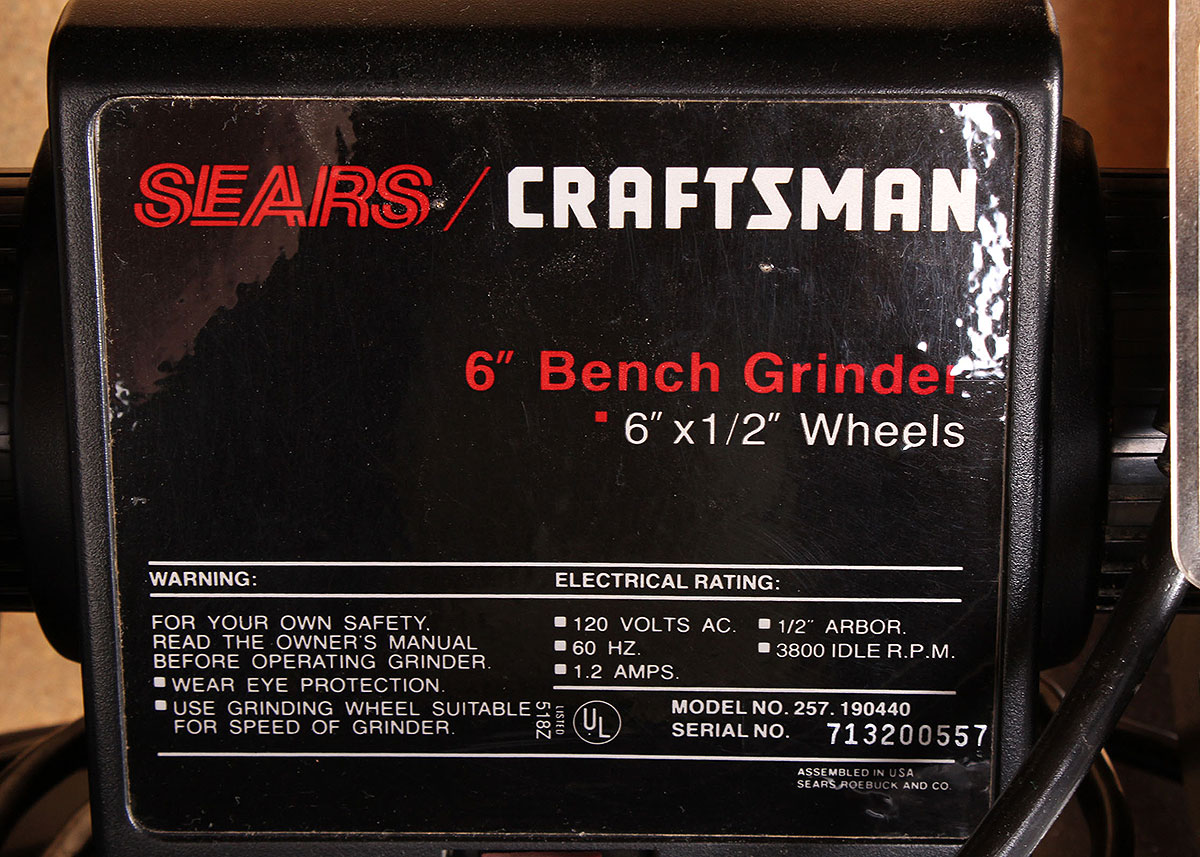 SEARS / CRAFTSMAN
6" Bench Grinder
6" x 1/2" Wheels
WARNING:
FOR YOUR OWN SAFETY,
READ THE OWNER'S MANUAL
BEFORE OPERATING GRINDER.
WEAR EYE PROTECTION.
USE GRINDING WHEEL SUITABLE
FOR SPEED OF GRINDER.
ELECTRICAL RATING:
120 VOLTS AC.
60 HZ.
1.2 AMPS.
1/2" ARBOR.
3800 IDLE R.P.M.
518Z
LISTED
UL
MODEL NO. 257. 190440
SERIAL NO. 713200557
ASSEMBLED IN USA
SEARS ROEBUCK AND CO.